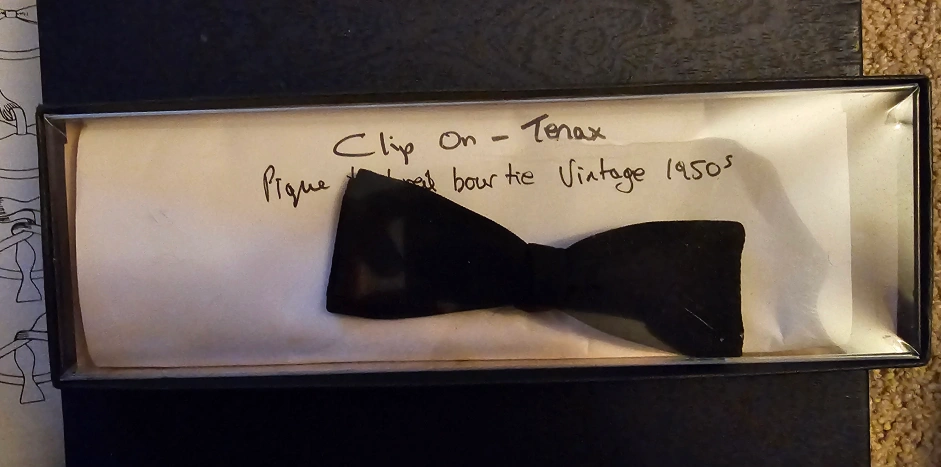 Clip On - Tenax
Pique bow tie Vintage 1950s